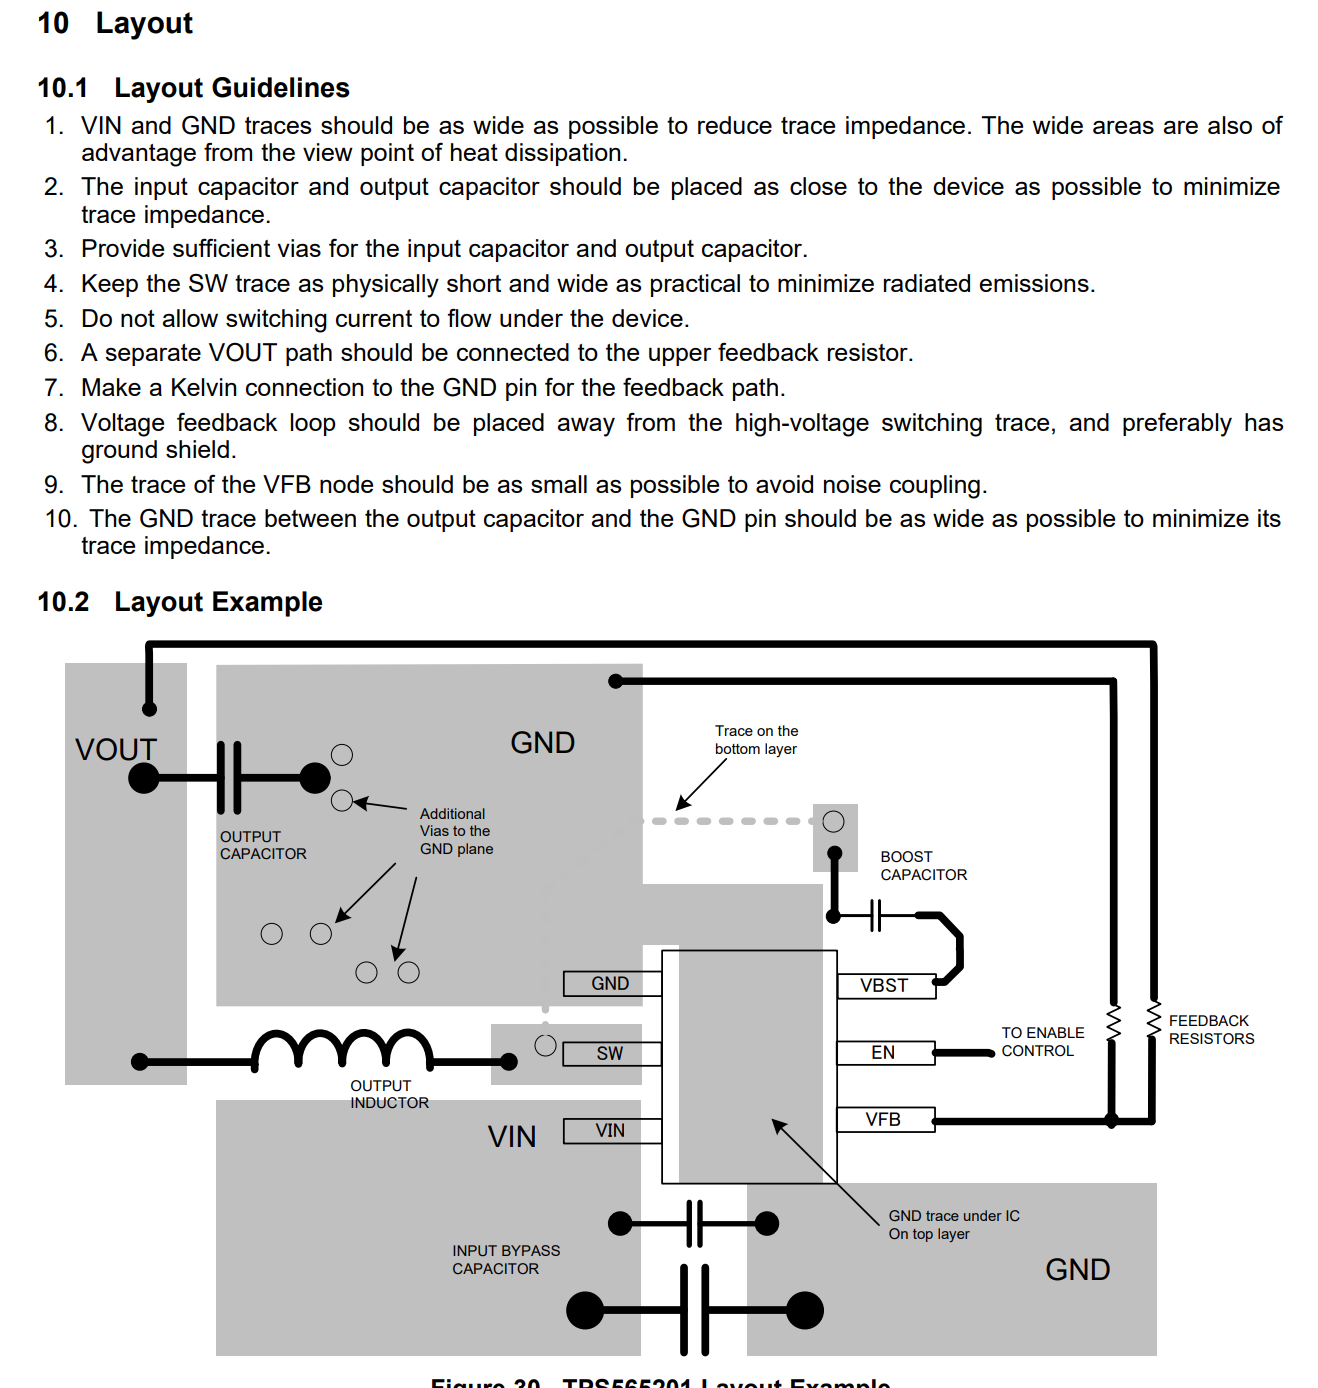 10 Layout
10.1 Layout Guidelines
1. VIN and GND traces should be as wide as possible to reduce trace impedance. The wide areas are also of
advantage from the view point of heat dissipation.
2. The input capacitor and output capacitor should be placed as close to the device as possible to minimize
trace impedance.
3. Provide sufficient vias for the input capacitor and output capacitor.
4. Keep the SW trace as physically short and wide as practical to minimize radiated emissions.
5. Do not allow switching current to flow under the device.
6. A separate VOUT path should be connected to the upper feedback resistor.
7. Make a Kelvin connection to the GND pin for the feedback path.
8. Voltage feedback loop should be placed away from the high-voltage switching trace, and preferably has
ground shield.
9. The trace of the VFB node should be as small as possible to avoid noise coupling.
10. The GND trace between the output capacitor and the GND pin should be as wide as possible to minimize its
trace impedance.
10.2 Layout Example
VOUT
GND
Trace on the
bottom layer
Additional
Vias to the
GND plane
OUTPUT
CAPACITOR
BOOST
CAPACITOR
GND
VBST
SW
EN
TO ENABLE
CONTROL
FEEDBACK
RESISTORS
OUTPUT
INDUCTOR
VIN
VIN
VFB
GND trace under IC
On top layer
INPUT BYPASS
CAPACITOR
GND
Figure 30. TPS565201 Layout Example